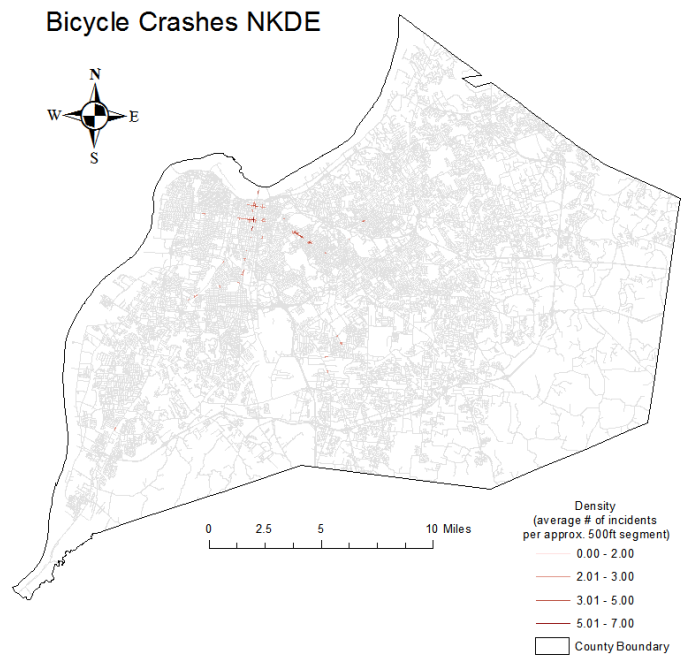 Bicycle Crashes NKDE
N
W
E
S
0 2.5 5 10 Miles
Density
(average # of incidents
per approx. 500ft segment)
0.00 - 2.00
2.01 - 3.00
3.01 - 5.00
5.01 - 7.00
County Boundary